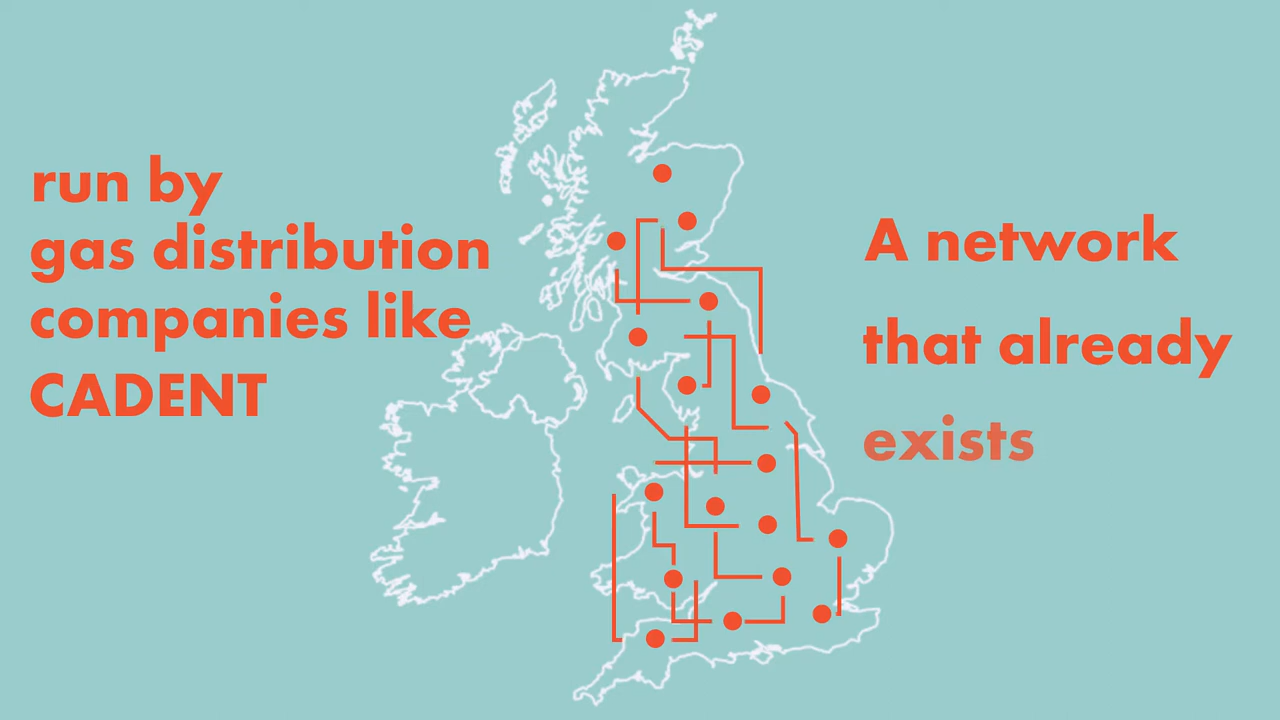 run by
gas distribution
companies like
CADENT
A network
that already
exists